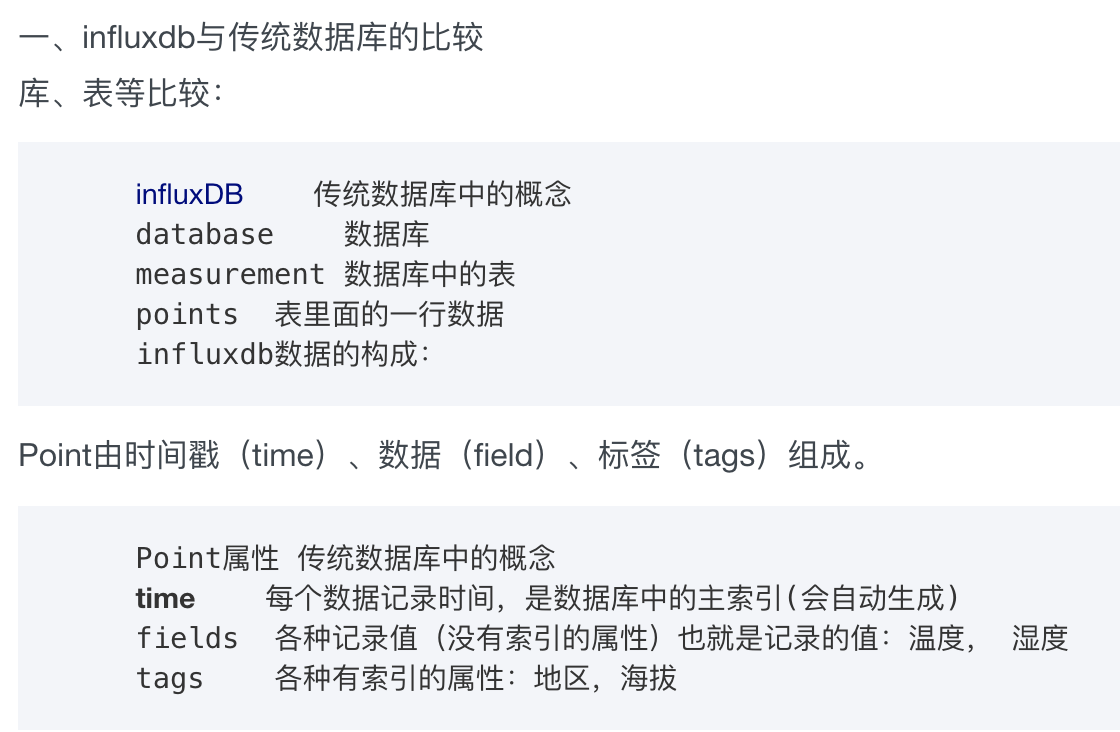 一、influxdb与传统数据库的比较
库、表等比较：
influxDB 传统数据库中的概念
database 数据库
measurement 数据库中的表
points 表里面的一行数据
influxdb数据的构成：
Point由时间戳（time）、数据（field）、标签（tags）组成。
Point属性 传统数据库中的概念
time 每个数据记录时间，是数据库中的主索引(会自动生成)
fields 各种记录值（没有索引的属性）也就是记录的值：温度， 湿度
tags 各种有索引的属性：地区，海拔